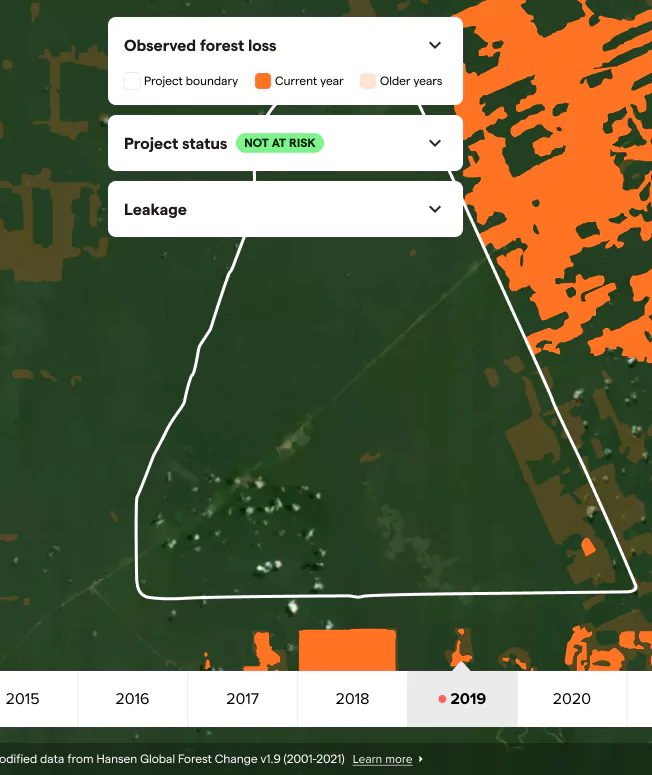 Observed forest loss
Project boundary Current year Older years
Project status NOT AT RISK
Leakage
2015 2016 2017 2018 2019 2020
odified data from Hansen Global Forest Change v1.9 (2001-2021) Learn more